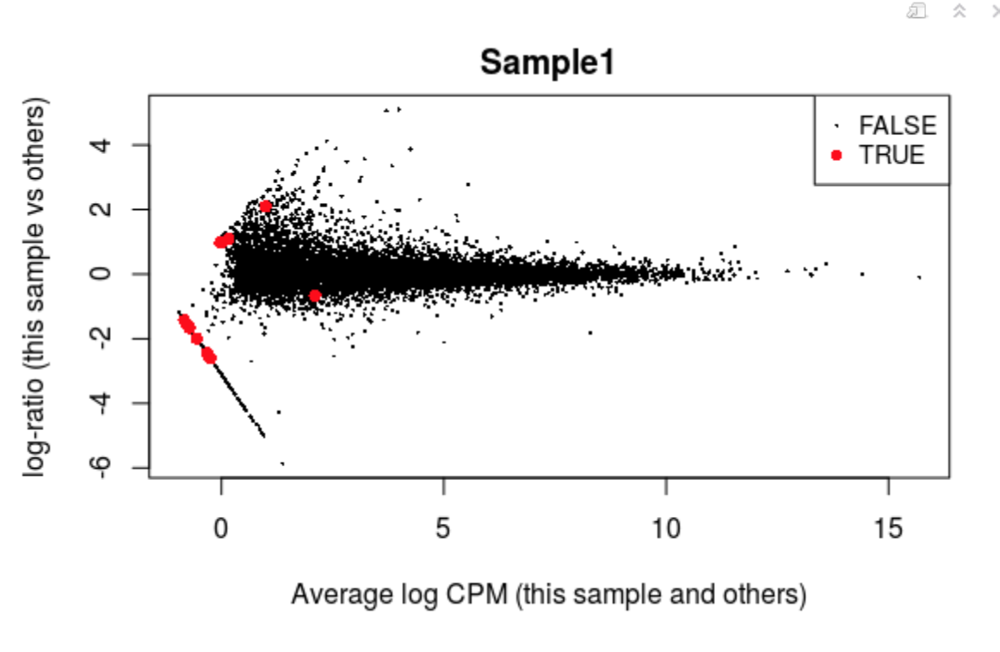 Sample1
log-ratio (this sample vs others)
4
2
0
-2
-4
-6
FALSE
TRUE
0 5 10 15
Average log CPM (this sample and others)